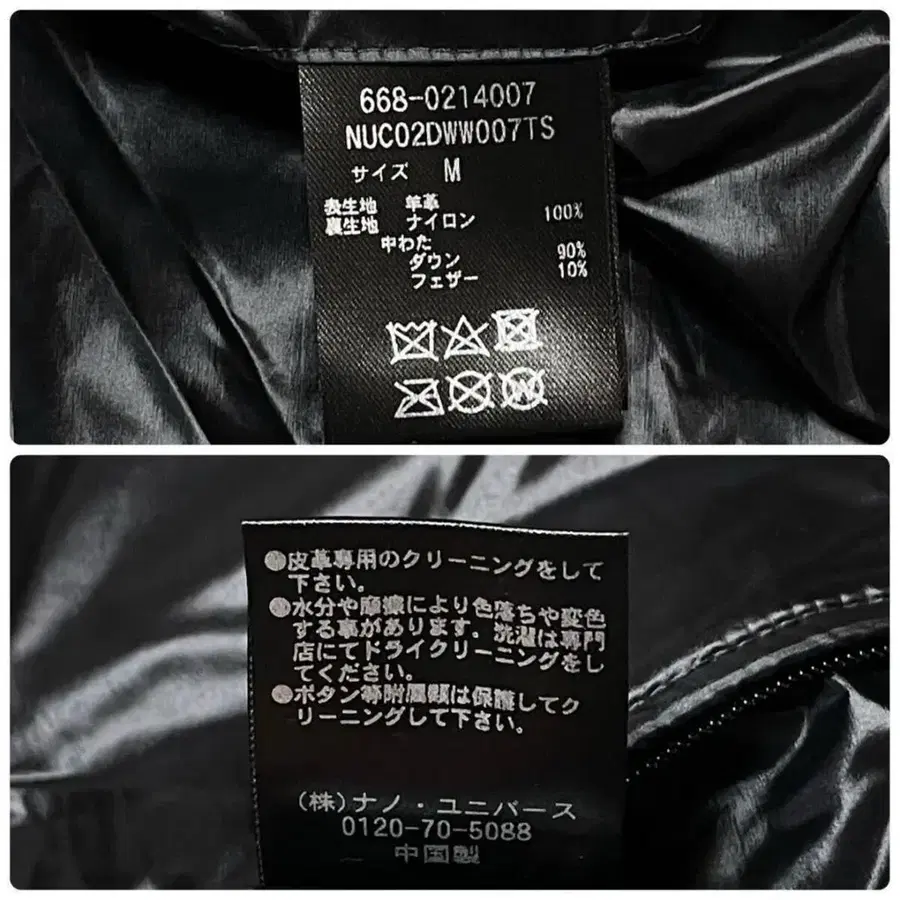 668-0214007
NUC02DWW007TS
サイズ M
表生地 羊革
裏生地 ナイロン 100%
中わた
ダウン 90%
フェザー 10%
W
●皮革専用のクリーニングをして
下さい。
●水分や摩擦により色落ちや変色
する事があります。洗濯は専門
店にてドライクリーニングをし
てください。
●ボタン等附属類は保護してク
リーニングして下さい。
(株)ナノ・ユニバース
0120-70-5088
中国製